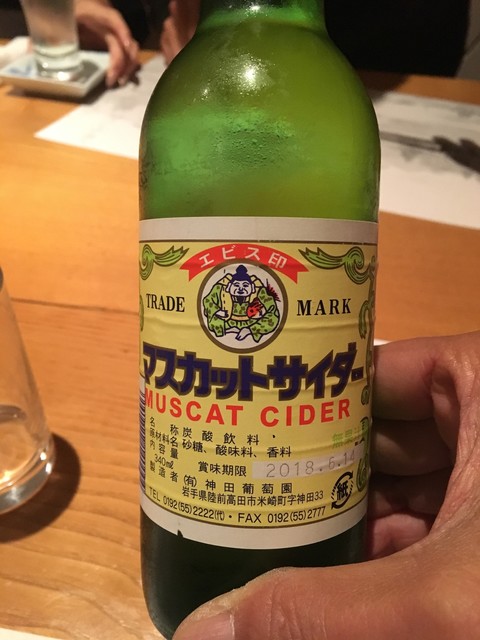 エビス印
TRADE MARK
マスカットサイダー
MUSCAT CIDER
名称 炭酸飲料
原材料名 砂糖、酸味料、香料
内容量 340mℓ
賞味期限 2018.5.14
製造者 (有)神田葡萄園
岩手県陸前高田市米崎町字神田33
TEL 0192(55)2222(代)・FAX 0192(55)2777
紙